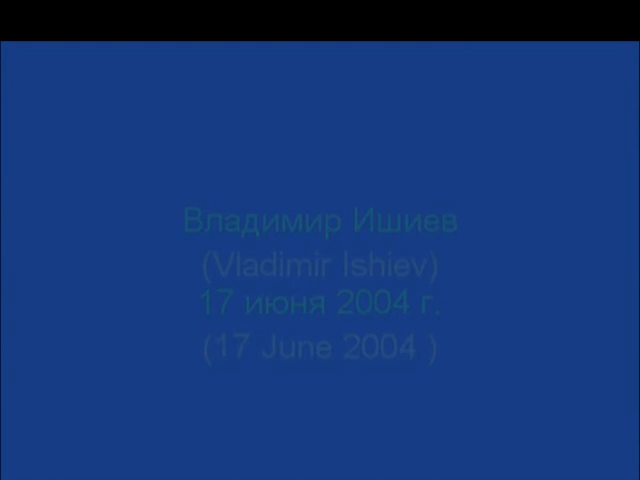 Владимир Ишиев
(Vladimir Ishiev)
17 июня 2004 г.
(17 June 2004 )